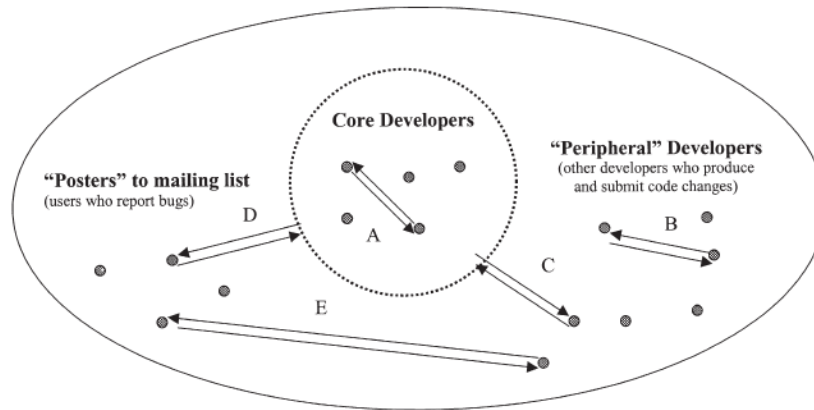 Core Developers
"Peripheral" Developers
(other developers who produce
and submit code changes)
"Posters" to mailing list
(users who report bugs)
D
A
B
C
E